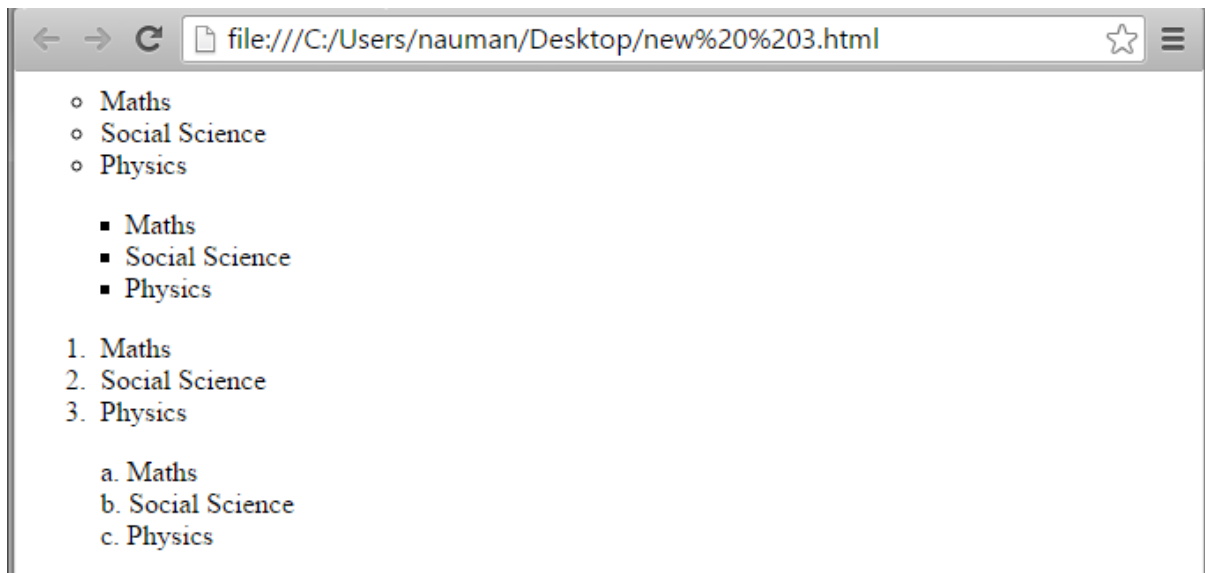 file:///C:/Users/nauman/Desktop/new%20%203.html
Maths
Social Science
Physics
Maths
Social Science
Physics
1. Maths
2. Social Science
3. Physics
a. Maths
b. Social Science
c. Physics